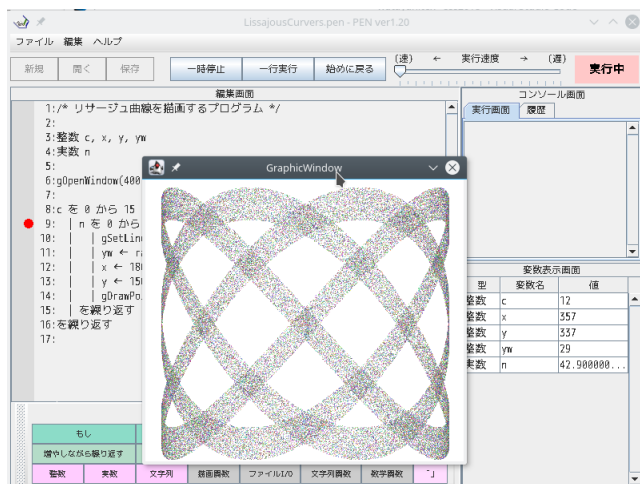 LissajousCurvers.pen - PEN ver1.20
ファイル 編集 ヘルプ
新規 開く 保存 一時停止 一行実行 始めに戻る (速) ← 実行速度 → (遅) 実行中
編集画面
1:/* リサージュ曲線を描画するプログラム */
2:
3:整数 c, x, y, yw
4:実数 n
5:
6:gOpenWindow(400
7:
8:c を 0 から 15
9: | n を 0 から
10: | | gSetLin
11: | | yw ← ra
12: | | x ← 18
13: | | y ← 15
14: | | gDrawPo
15: | を繰り返す
16:を繰り返す
17:
GraphicWindow
コンソール画面
実行画面 履歴
変数表示画面
型 変数名 値
整数 c 12
整数 x 357
整数 y 337
整数 yw 29
実数 n 42.900000...
もし
増やしながら繰り返す
整数 実数 文字列 描画関数 ファイルI/O 文字列関数 数学関数 「」